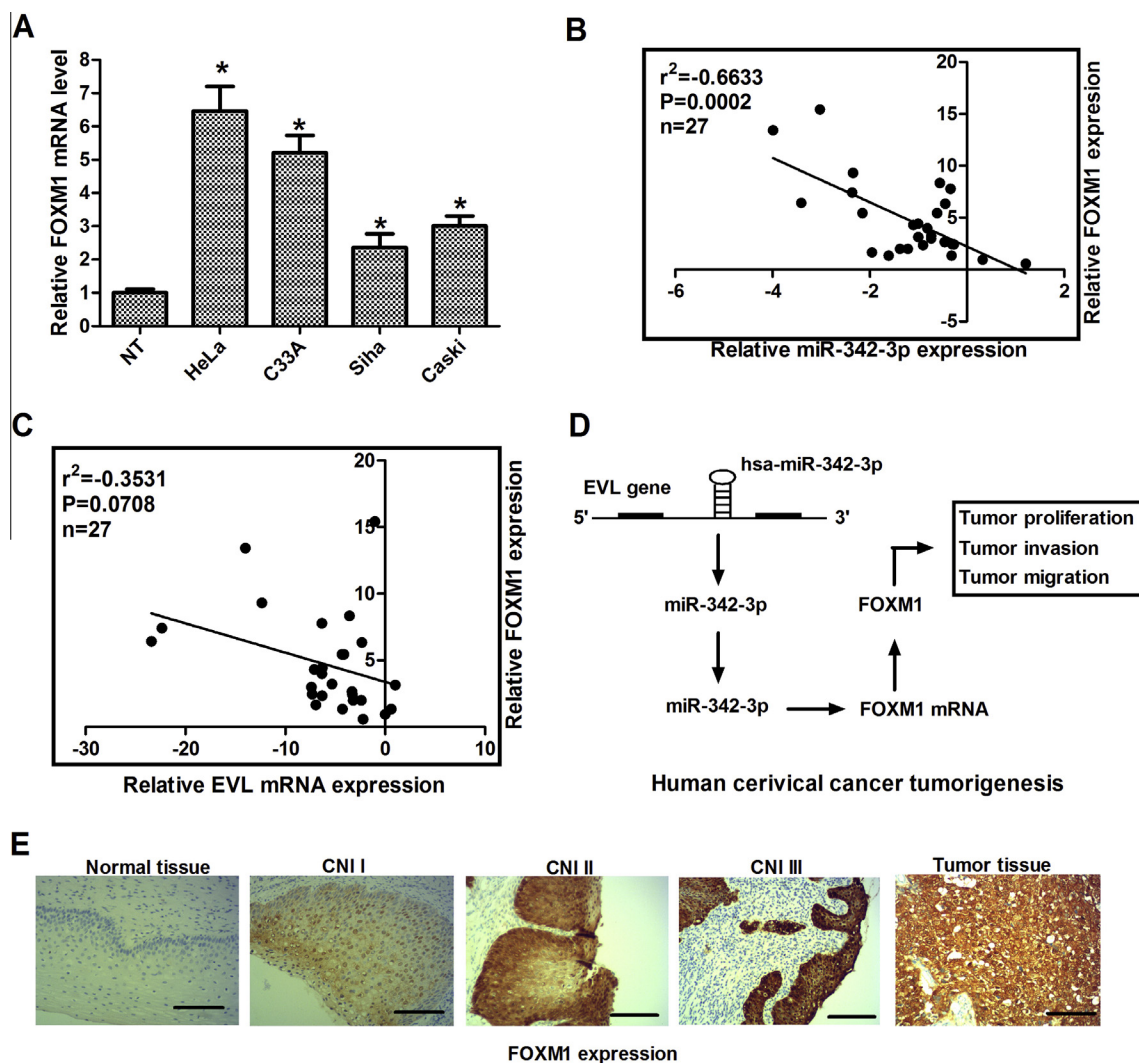 A
Relative FOXM1 mRNA level
8
7
6
5
4
3
2
1
0
*
*
*
*
NT
HeLa
C33A
Siha
Caski
B
r²=-0.6633
P=0.0002
n=27
20
15
10
5
-5
-6
-4
-2
0
2
Relative miR-342-3p expression
Relative FOXM1 expresion
C
r²=-0.3531
P=0.0708
n=27
20
15
10
5
-30
-20
-10
0
10
Relative EVL mRNA expression
Relative FOXM1 expresion
D
hsa-miR-342-3p
EVL gene
5'
3'
miR-342-3p
miR-342-3p
FOXM1 mRNA
FOXM1
Tumor proliferation
Tumor invasion
Tumor migration
Human cerivical cancer tumorigenesis
E
Normal tissue
CNI I
CNI II
CNI III
Tumor tissue
FOXM1 expression